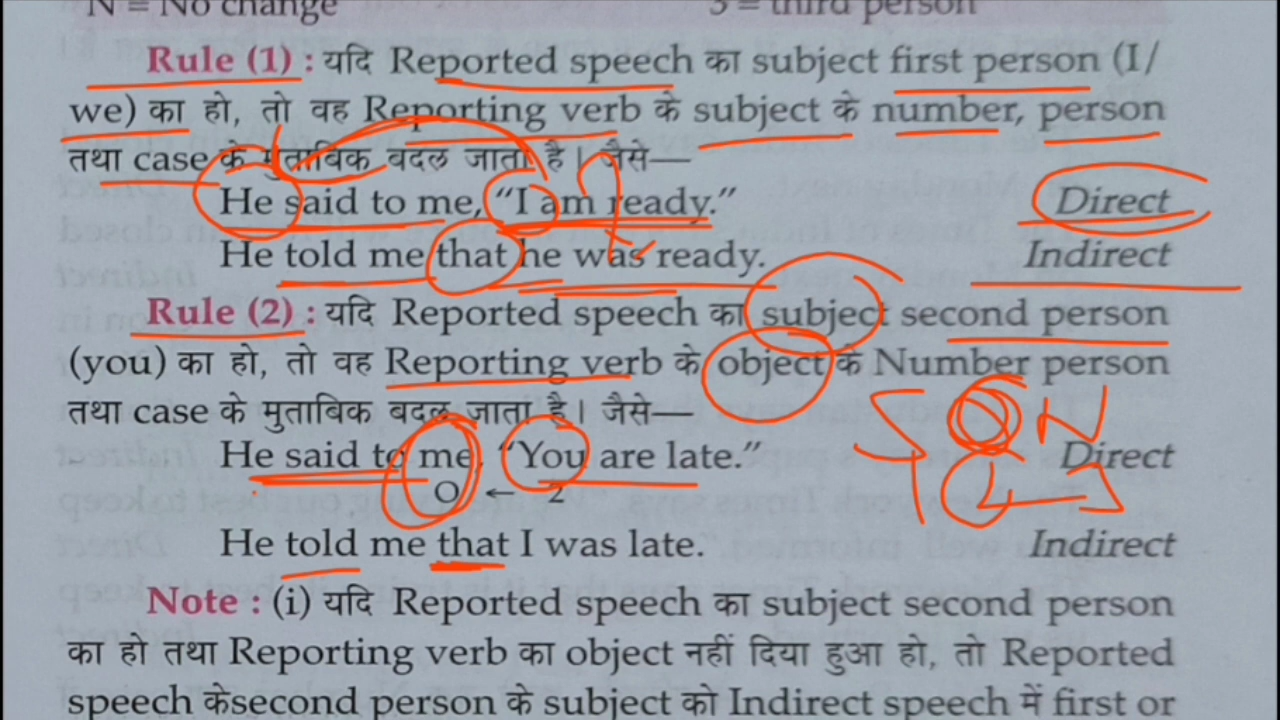 N = No change 3 = third person
Rule (1) : यदि Reported speech का subject first person (I/
we) का हो, तो वह Reporting verb के subject के number, person
तथा case के मुताबिक बदल जाता है। जैसे—
He said to me, “I am ready.” Direct
He told me that he was ready. Indirect
Rule (2) : यदि Reported speech का subject second person
(you) का हो, तो वह Reporting verb के object के Number person
तथा case के मुताबिक बदल जाता है। जैसे—
S O N
He said to me, “You are late.” Direct
O ← 2
1 2 3
He told me that I was late. Indirect
Note : (i) यदि Reported speech का subject second person
का हो तथा Reporting verb का object नहीं दिया हुआ हो, तो Reported
speech केsecond person के subject को Indirect speech में first or